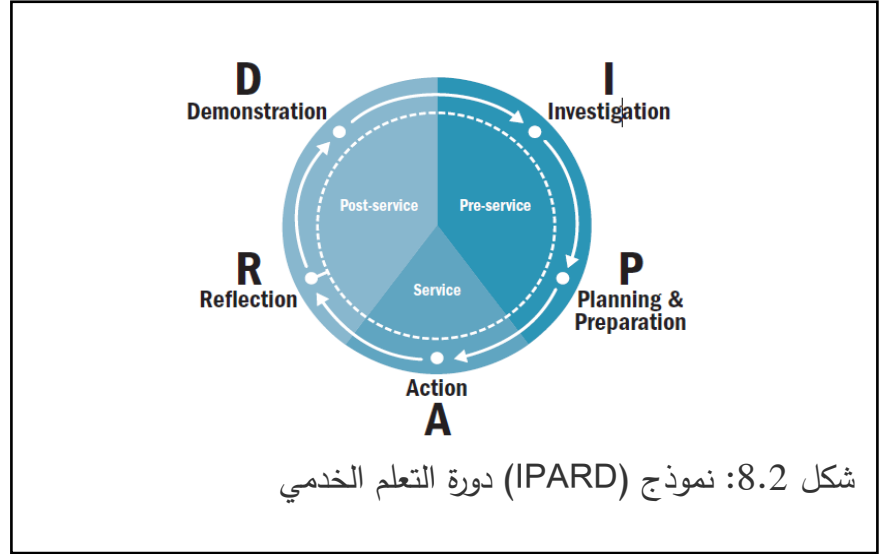 D
Demonstration
I
Investigation
Post-service
Pre-service
R
Reflection
P
Planning &
Preparation
Service
Action
A
شكل 8.2: نموذج (IPARD) دورة التعلم الخدمي